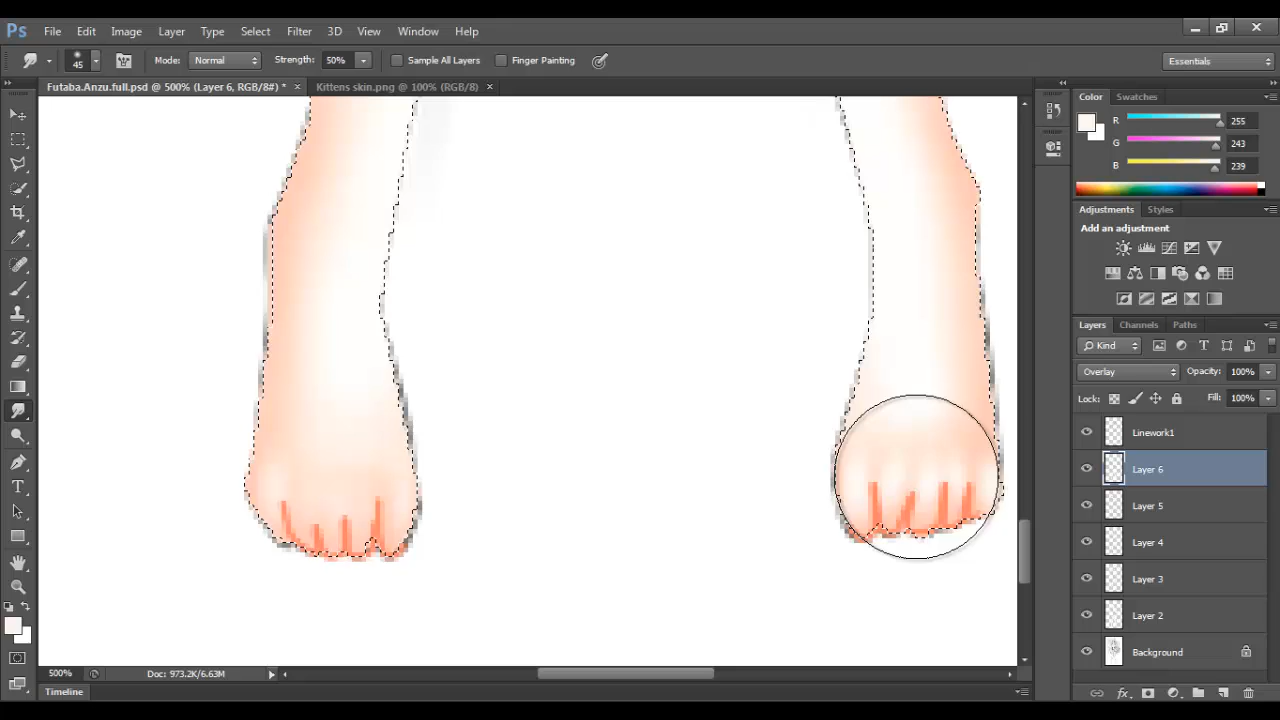 Ps File Edit Image Layer Type Select Filter 3D View Window Help
45 Mode: Normal Strength: 50% Sample All Layers Finger Painting Essentials
Futaba.Anzu.full.psd @ 500% (Layer 6, RGB/8#) * × Kittens skin.png @ 100% (RGB/8) ×
Color Swatches
R 255
G 243
B 239
Adjustments Styles
Add an adjustment
Layers Channels Paths
Kind
Overlay Opacity: 100%
Lock: Fill: 100%
Linework1
Layer 6
Layer 5
Layer 4
Layer 3
Layer 2
Background
500% Doc: 973.2K/6.63M
Timeline